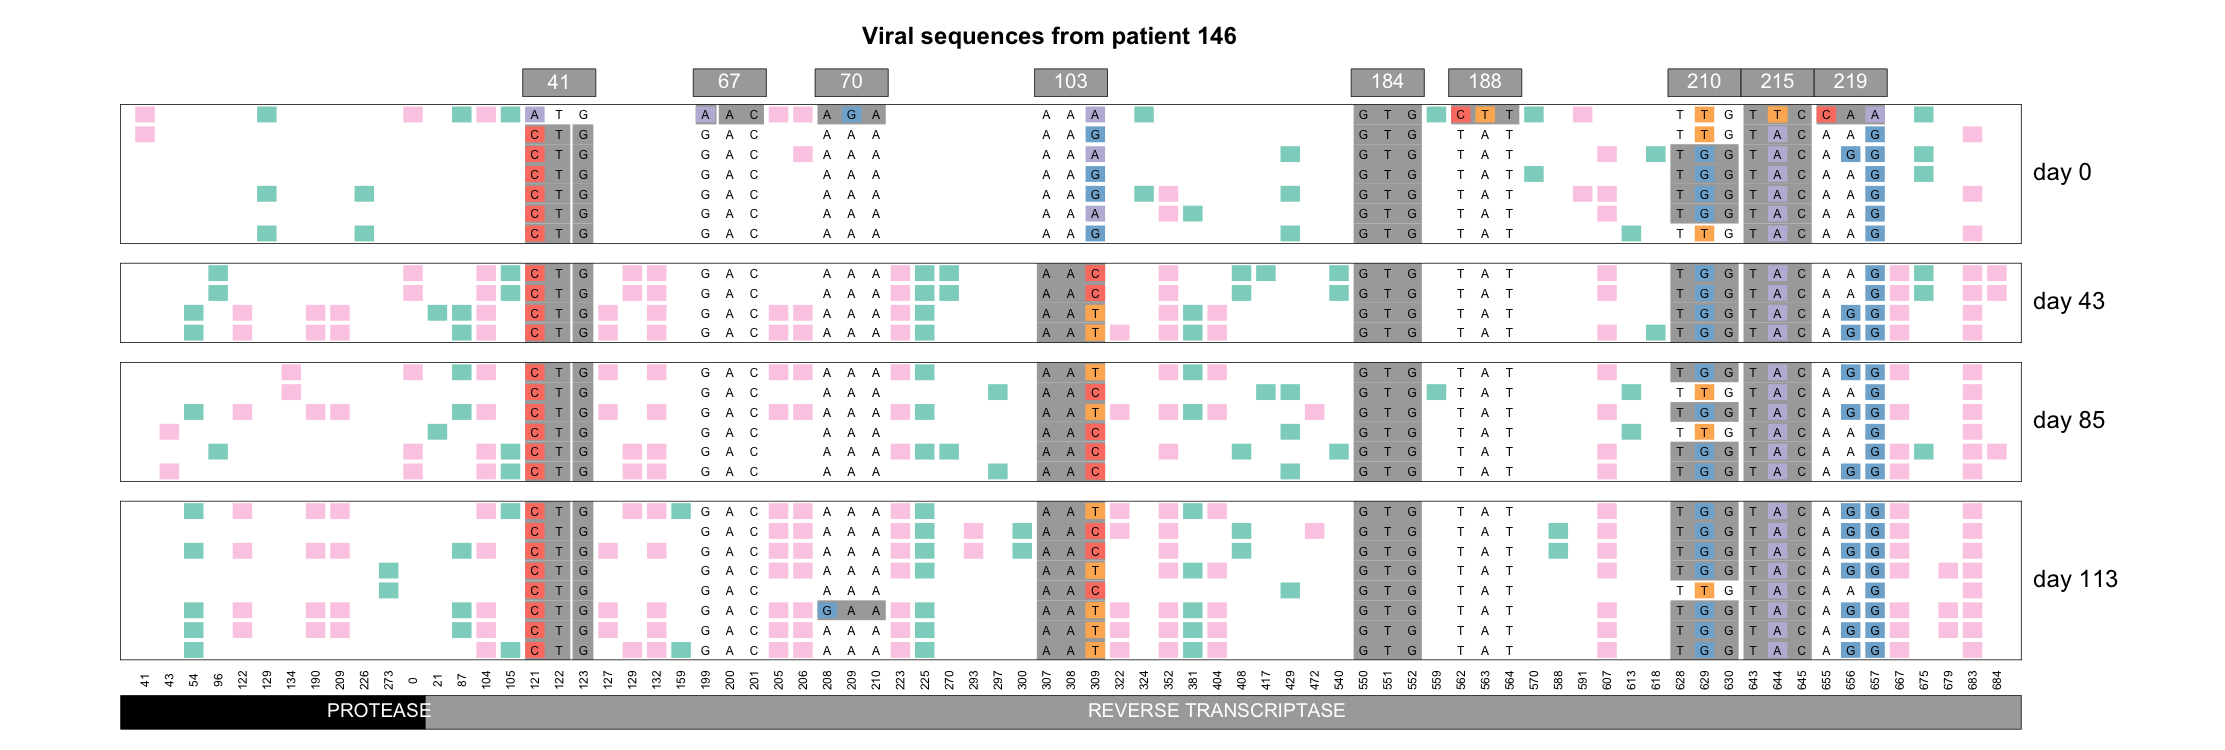 Viral sequences from patient 146
41 67 70 103 184 188 210 215 219
A T G A A C A G A A A A G T G C T T T T G T T C C A A
C T G G A C A A A A A G G T G T A T T T G T A C A A G
C T G G A C A A A A A A G T G T A T T G G T A C A G G
C T G G A C A A A A A G G T G T A T T G G T A C A A G day 0
C T G G A C A A A A A G G T G T A T T G G T A C A A G
C T G G A C A A A A A A G T G T A T T G G T A C A A G
C T G G A C A A A A A G G T G T A T T T G T A C A A G
C T G G A C A A A A A C G T G T A T T G G T A C A A G
C T G G A C A A A A A C G T G T A T T G G T A C A A G day 43
C T G G A C A A A A A T G T G T A T T G G T A C A G G
C T G G A C A A A A A T G T G T A T T G G T A C A G G
C T G G A C A A A A A T G T G T A T T G G T A C A G G
C T G G A C A A A A A C G T G T A T T T G T A C A A G
C T G G A C A A A A A T G T G T A T T G G T A C A G G day 85
C T G G A C A A A A A C G T G T A T T T G T A C A A G
C T G G A C A A A A A C G T G T A T T G G T A C A A G
C T G G A C A A A A A C G T G T A T T G G T A C A G G
C T G G A C A A A A A T G T G T A T T G G T A C A G G
C T G G A C A A A A A C G T G T A T T G G T A C A G G
C T G G A C A A A A A C G T G T A T T G G T A C A G G
C T G G A C A A A A A T G T G T A T T G G T A C A G G day 113
C T G G A C A A A A A C G T G T A T T T G T A C A A G
C T G G A C G A A A A T G T G T A T T G G T A C A G G
C T G G A C A A A A A T G T G T A T T G G T A C A G G
C T G G A C A A A A A T G T G T A T T G G T A C A G G
41 43 54 96 122 129 134 190 209 226 273 0 21 87 104 105 121 122 123 127 129 132 159 199 200 201 205 206 208 209 210 223 225 270 293 297 300 307 308 309 322 324 352 381 404 408 417 429 472 540 550 551 552 559 562 563 564 570 588 591 607 613 618 628 629 630 643 644 645 655 656 657 667 675 679 683 684
PROTEASE REVERSE TRANSCRIPTASE